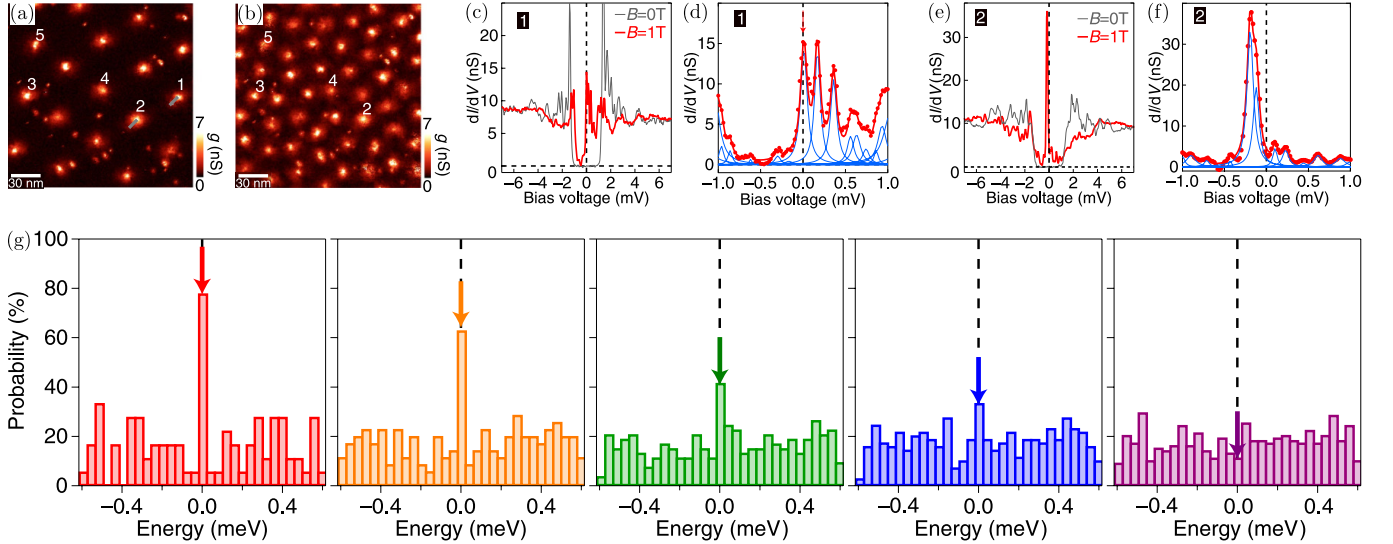 (a)
5
1
4
3
2
7
g (nS)
0
30 nm
(b)
5
4
3
2
7
g (nS)
0
30 nm
(c)
1
B=0T
B=1T
dI/dV (nS)
25
20
15
10
5
0
−6 −4 −2 0 2 4 6
Bias voltage (mV)
(d)
1
dI/dV (nS)
15
10
5
0
−1.0 −0.5 0.0 0.5 1.0
Bias voltage (mV)
(e)
2
B=0T
B=1T
dI/dV (nS)
30
20
10
0
−6 −4 −2 0 2 4 6
Bias voltage (mV)
(f)
2
dI/dV (nS)
30
20
10
0
−1.0 −0.5 0.0 0.5 1.0
Bias voltage (mV)
(g)
Probability (%)
100
80
60
40
20
0
−0.4 0.0 0.4
Energy (meV)
−0.4 0.0 0.4
Energy (meV)
−0.4 0.0 0.4
Energy (meV)
−0.4 0.0 0.4
Energy (meV)
−0.4 0.0 0.4
Energy (meV)